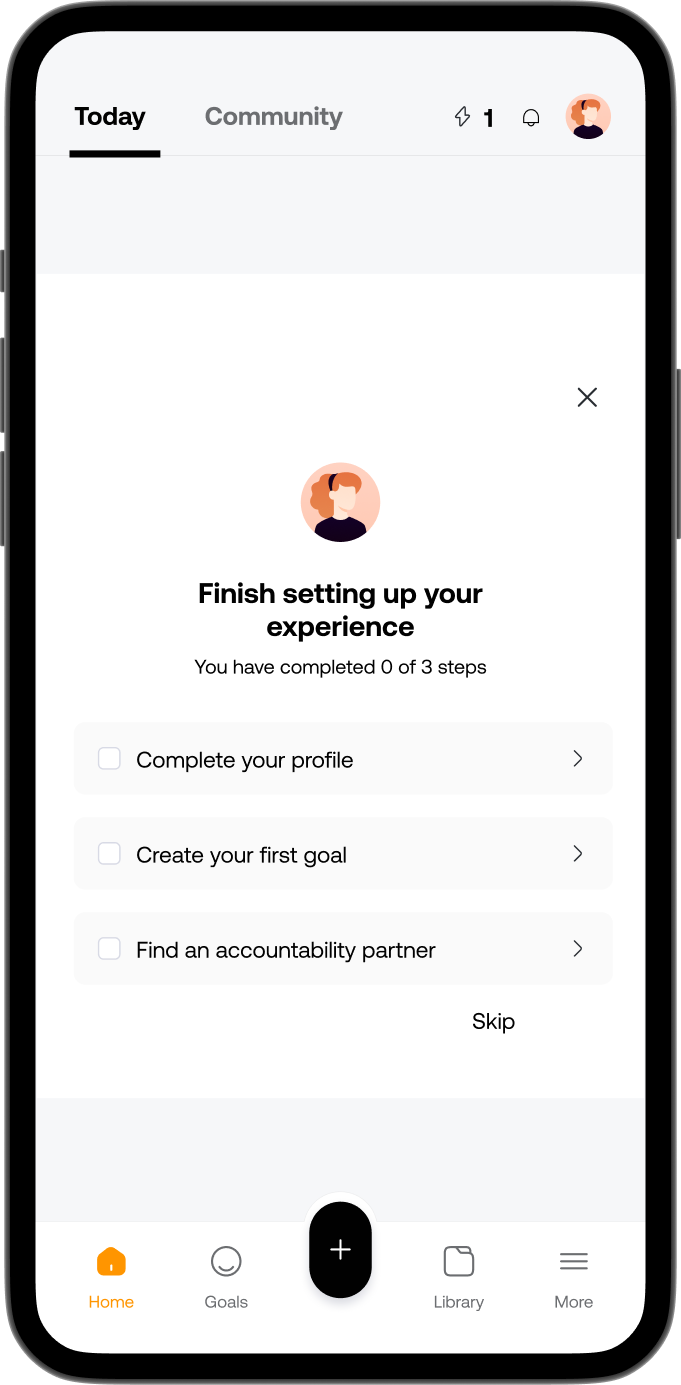 Today Community 1
Finish setting up your
experience
You have completed 0 of 3 steps
Complete your profile
Create your first goal
Find an accountability partner
Skip
Home Goals Library More